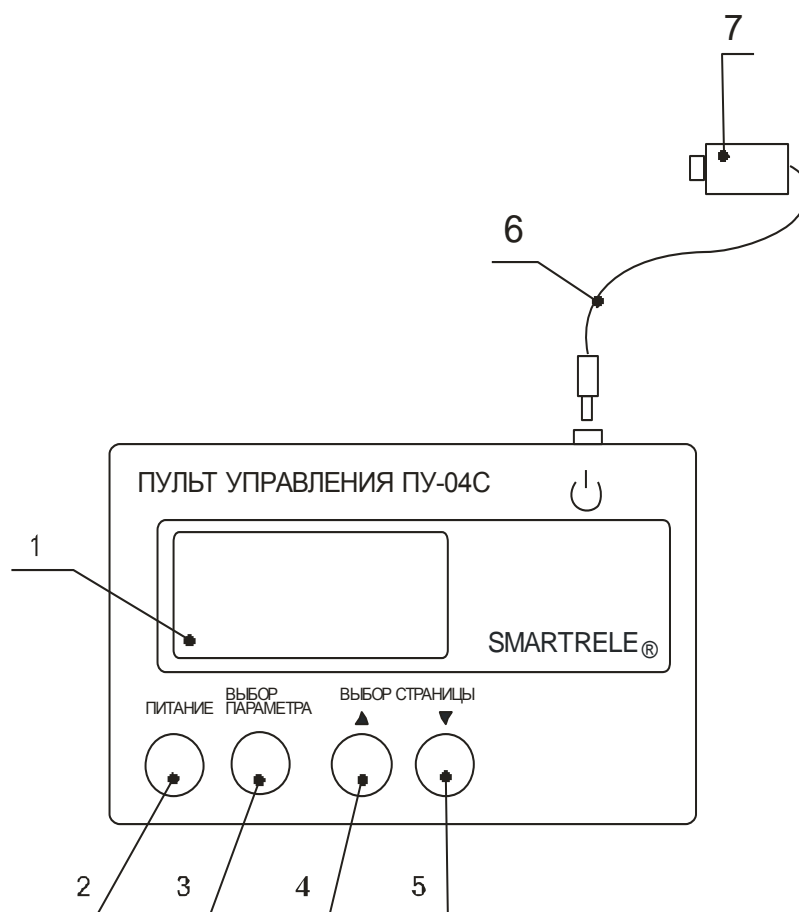 7
6
ПУЛЬТ УПРАВЛЕНИЯ ПУ-04С
1
SMARTRELE®
ПИТАНИЕ
ВЫБОР
ПАРАМЕТРА
ВЫБОР СТРАНИЦЫ
▲ ▼
2 3 4 5